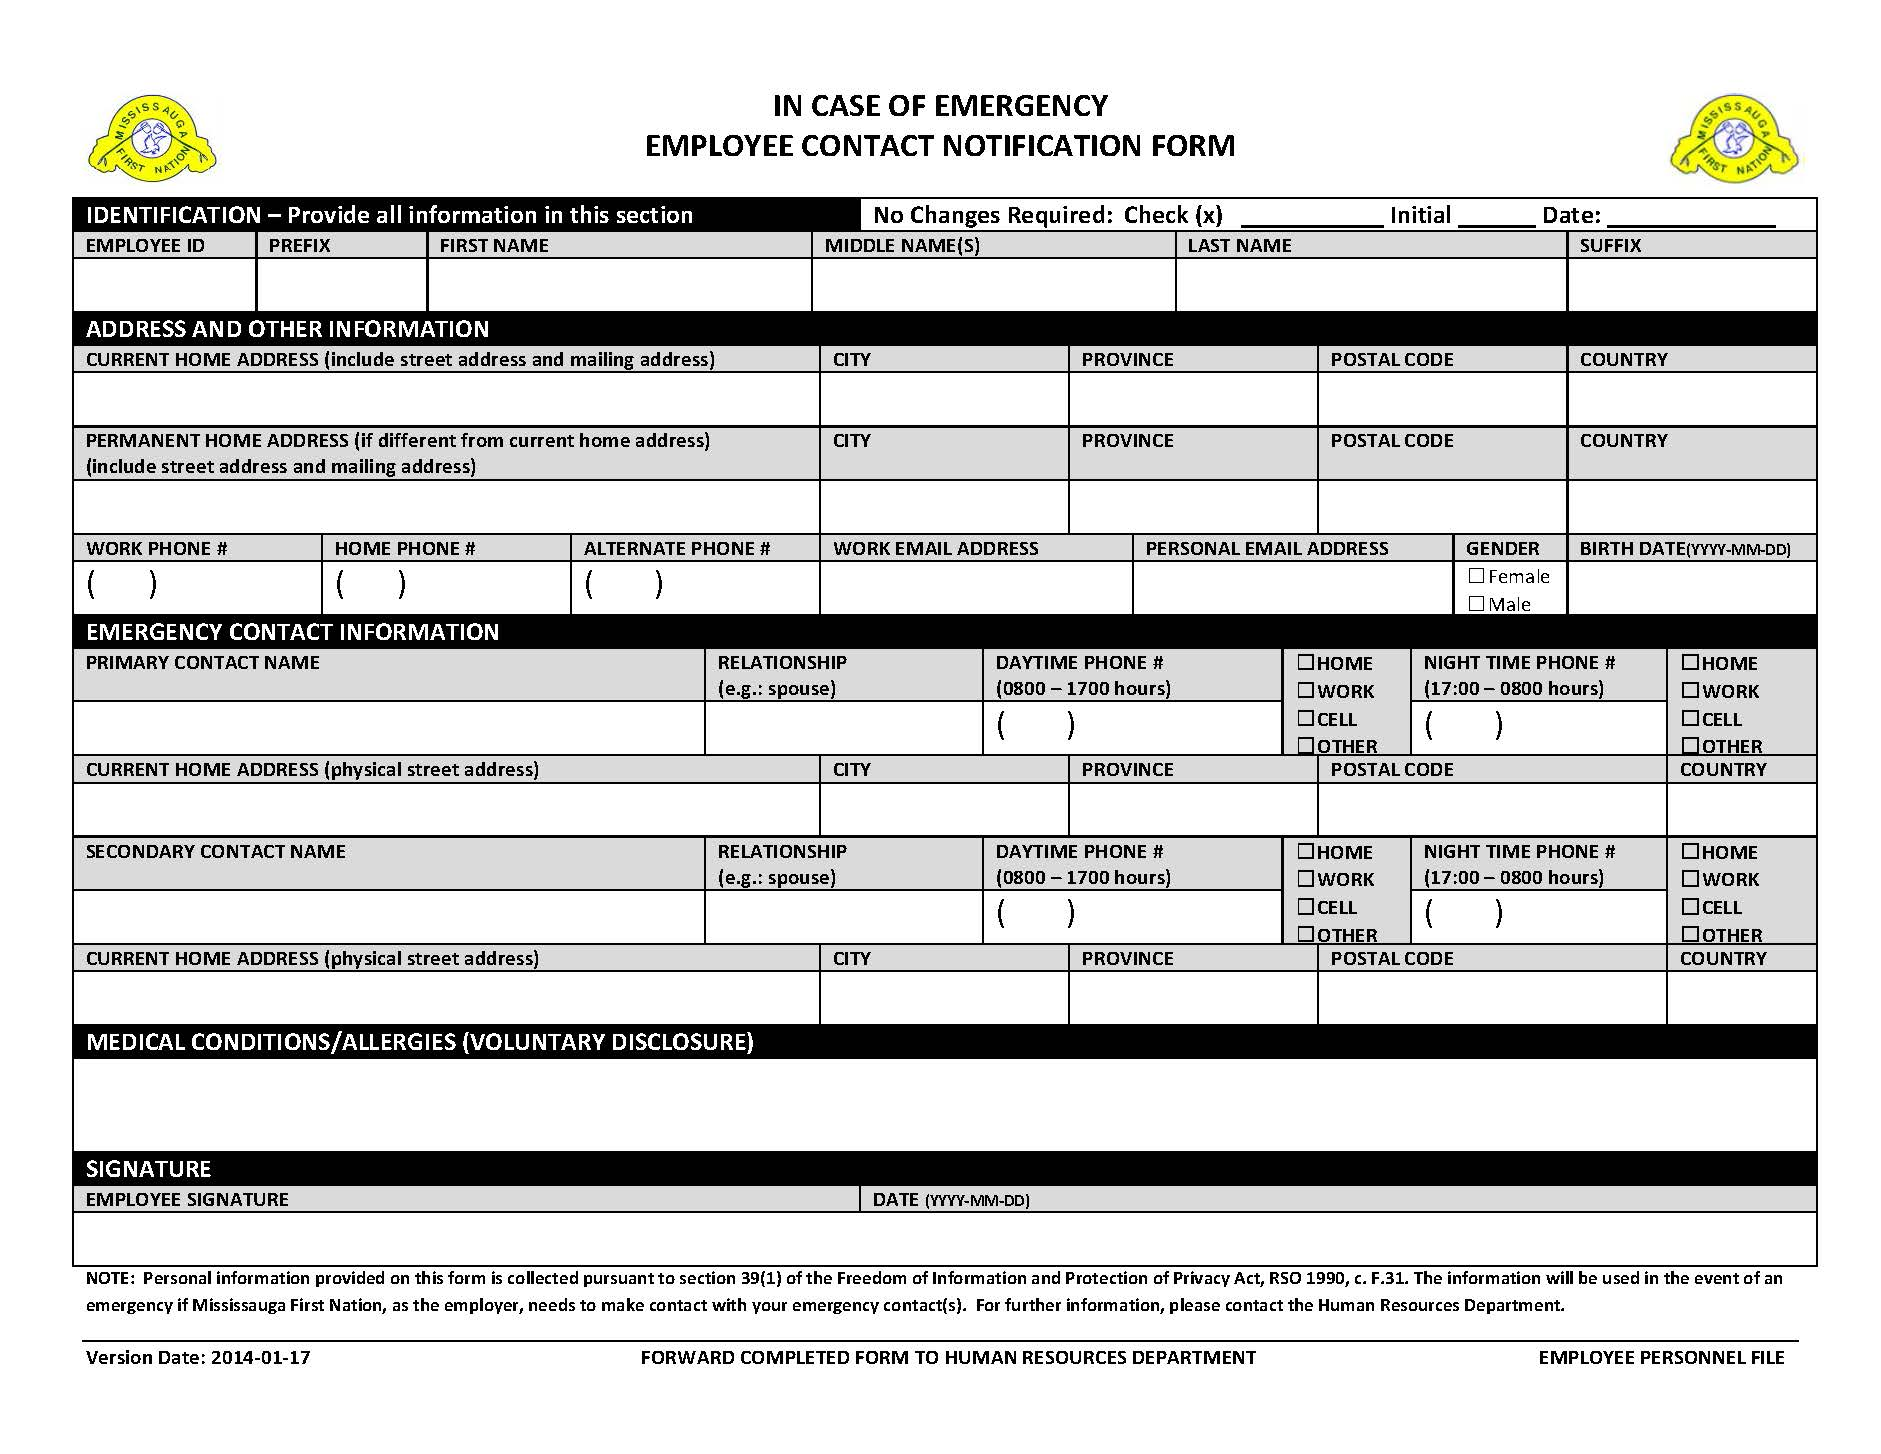 MISSISSAUGA
FIRST NATION
IN CASE OF EMERGENCY
EMPLOYEE CONTACT NOTIFICATION FORM
MISSISSAUGA
FIRST NATION
IDENTIFICATION – Provide all information in this section No Changes Required: Check (x) ___________ Initial ______ Date: _____________
EMPLOYEE ID PREFIX FIRST NAME MIDDLE NAME(S) LAST NAME SUFFIX
ADDRESS AND OTHER INFORMATION
CURRENT HOME ADDRESS (include street address and mailing address) CITY PROVINCE POSTAL CODE COUNTRY
PERMANENT HOME ADDRESS (if different from current home address) CITY PROVINCE POSTAL CODE COUNTRY
(include street address and mailing address)
WORK PHONE # HOME PHONE # ALTERNATE PHONE # WORK EMAIL ADDRESS PERSONAL EMAIL ADDRESS GENDER BIRTH DATE(YYYY-MM-DD)
( ) ( ) ( ) ☐ Female
☐ Male
EMERGENCY CONTACT INFORMATION
PRIMARY CONTACT NAME RELATIONSHIP DAYTIME PHONE # ☐HOME NIGHT TIME PHONE # ☐HOME
(e.g.: spouse) (0800 – 1700 hours) ☐WORK (17:00 – 0800 hours) ☐WORK
( ) ☐CELL ( ) ☐CELL
☐OTHER ☐OTHER
CURRENT HOME ADDRESS (physical street address) CITY PROVINCE POSTAL CODE COUNTRY
SECONDARY CONTACT NAME RELATIONSHIP DAYTIME PHONE # ☐HOME NIGHT TIME PHONE # ☐HOME
(e.g.: spouse) (0800 – 1700 hours) ☐WORK (17:00 – 0800 hours) ☐WORK
( ) ☐CELL ( ) ☐CELL
☐OTHER ☐OTHER
CURRENT HOME ADDRESS (physical street address) CITY PROVINCE POSTAL CODE COUNTRY
MEDICAL CONDITIONS/ALLERGIES (VOLUNTARY DISCLOSURE)
SIGNATURE
EMPLOYEE SIGNATURE DATE (YYYY-MM-DD)
NOTE: Personal information provided on this form is collected pursuant to section 39(1) of the Freedom of Information and Protection of Privacy Act, RSO 1990, c. F.31. The information will be used in the event of an
emergency if Mississauga First Nation, as the employer, needs to make contact with your emergency contact(s). For further information, please contact the Human Resources Department.
Version Date: 2014-01-17 FORWARD COMPLETED FORM TO HUMAN RESOURCES DEPARTMENT EMPLOYEE PERSONNEL FILE